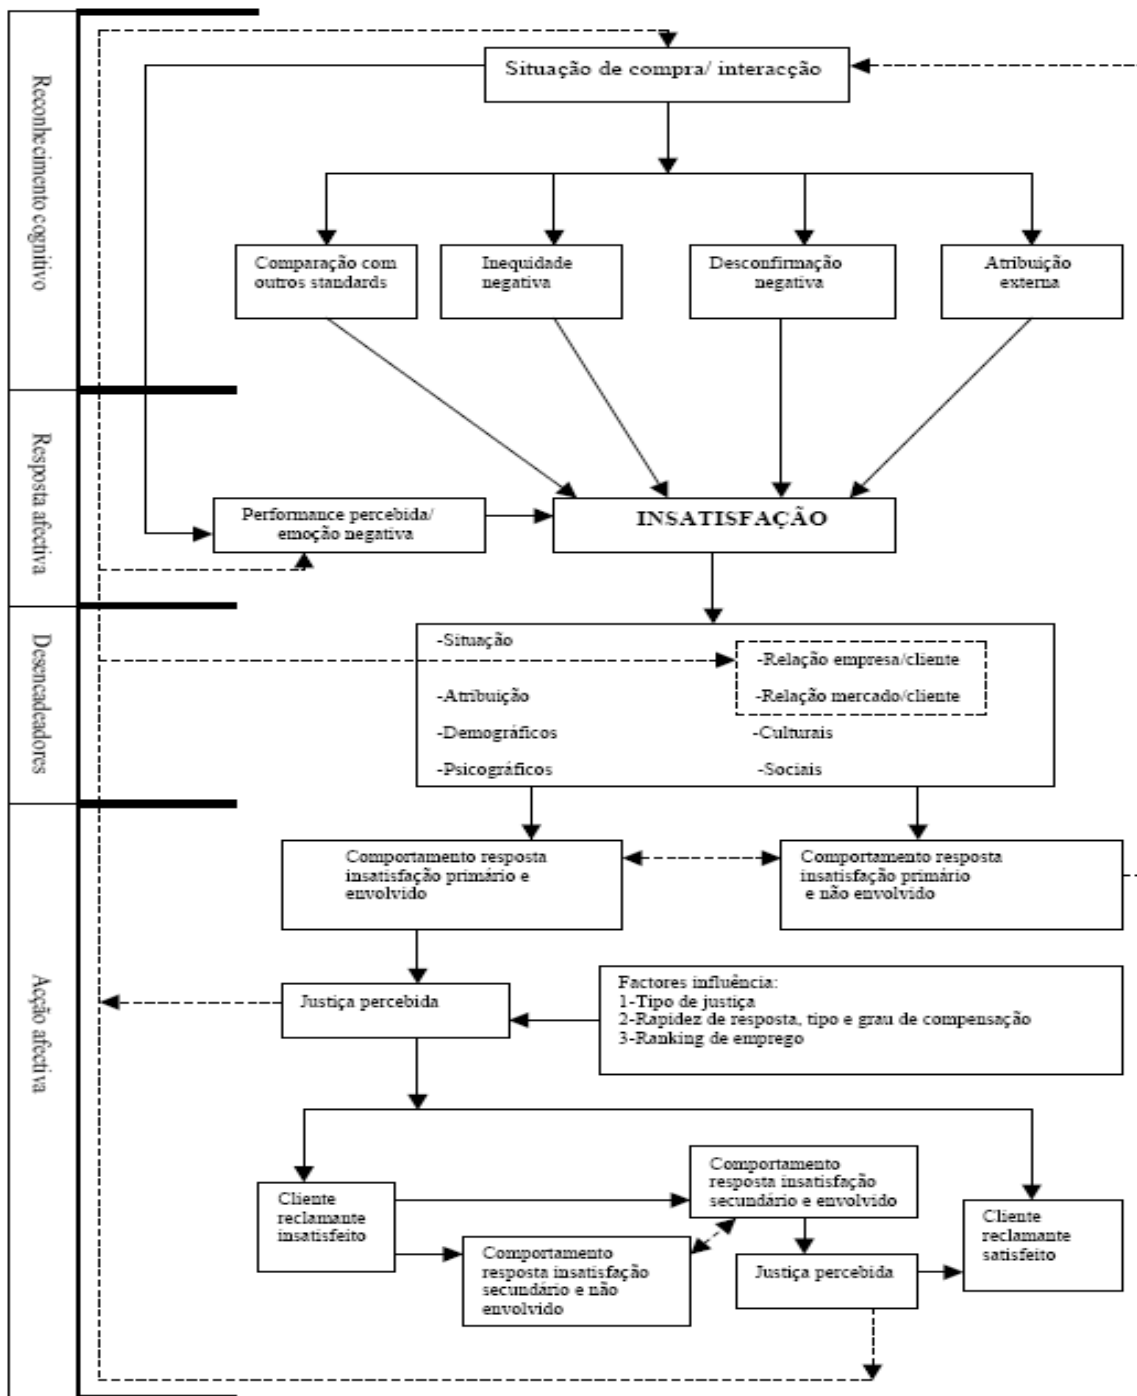 Reconhecimento cognitivo
Situação de compra/ interacção
Comparação com
outros standards
Inequidade
negativa
Desconfirmação
negativa
Atribuição
externa
Resposta afectiva
Performance percebida/
emoção negativa
INSATISFAÇÃO
Desencadeadores
-Situação
-Relação empresa/cliente
-Atribuição
-Relação mercado/cliente
-Demográficos
-Culturais
-Psicográficos
-Sociais
Acção afectiva
Comportamento resposta
insatisfação primário e
envolvido
Comportamento resposta
insatisfação primário
e não envolvido
Justiça percebida
Factores influência:
1-Tipo de justiça
2-Rapidez de resposta, tipo e grau de compensação
3-Ranking de emprego
Cliente
reclamante
insatisfeito
Comportamento
resposta insatisfação
secundário e envolvido
Comportamento
resposta insatisfação
secundário e não
envolvido
Justiça percebida
Cliente
reclamante
satisfeito